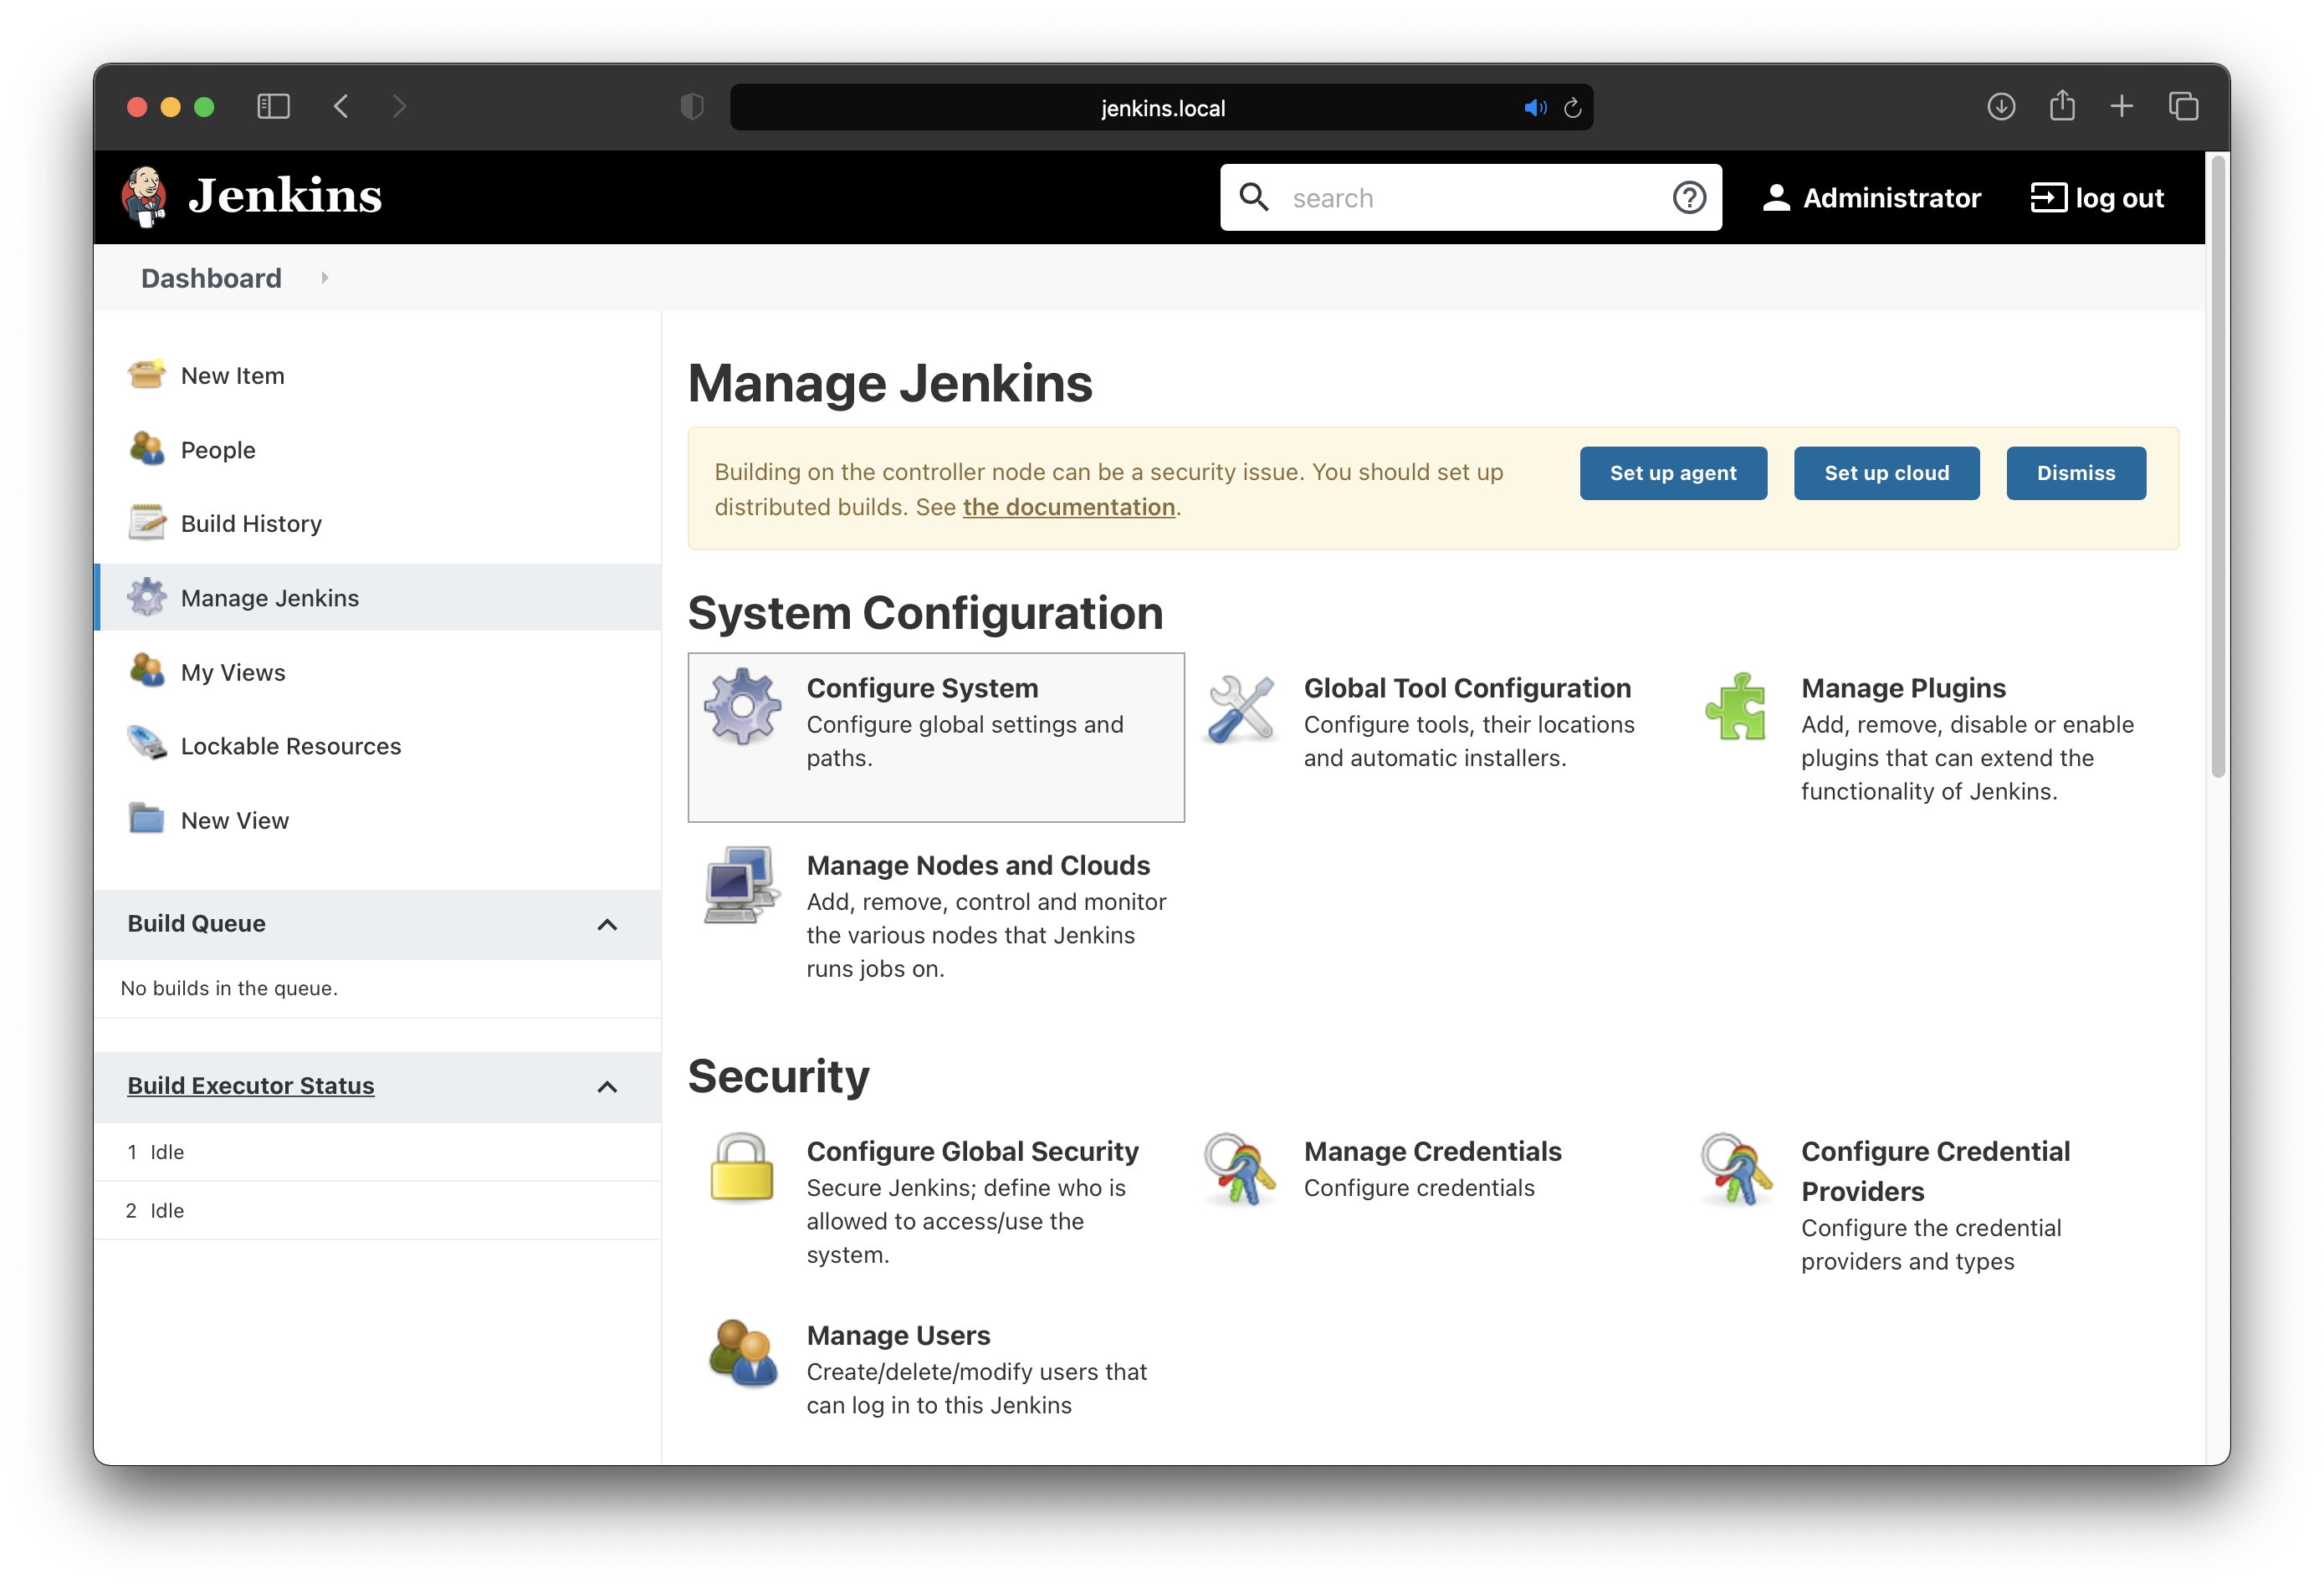 jenkins.local
Jenkins
search
Administrator
log out
Dashboard
New Item
People
Build History
Manage Jenkins
My Views
Lockable Resources
New View
Build Queue
No builds in the queue.
Build Executor Status
1 Idle
2 Idle
Manage Jenkins
Building on the controller node can be a security issue. You should set up
distributed builds. See the documentation.
Set up agent
Set up cloud
Dismiss
System Configuration
Configure System
Configure global settings and
paths.
Global Tool Configuration
Configure tools, their locations
and automatic installers.
Manage Plugins
Add, remove, disable or enable
plugins that can extend the
functionality of Jenkins.
Manage Nodes and Clouds
Add, remove, control and monitor
the various nodes that Jenkins
runs jobs on.
Security
Configure Global Security
Secure Jenkins; define who is
allowed to access/use the
system.
Manage Credentials
Configure credentials
Configure Credential
Providers
Configure the credential
providers and types
Manage Users
Create/delete/modify users that
can log in to this Jenkins